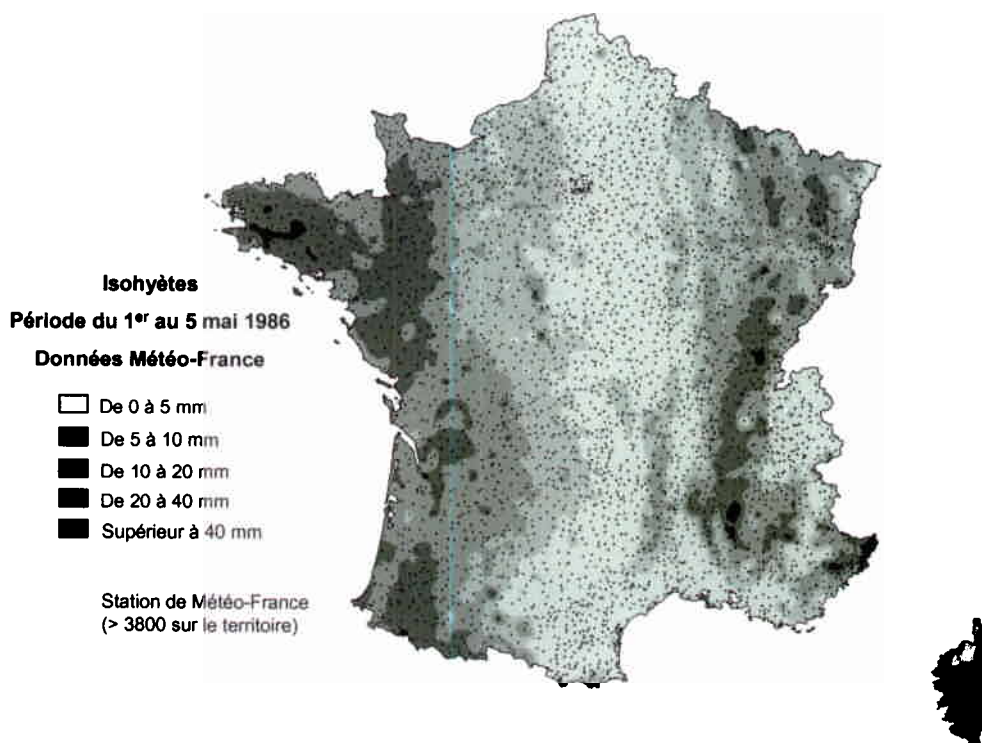 Isohyètes
Période du 1er au 5 mai 1986
Données Météo-France
De 0 à 5 mm
De 5 à 10 mm
De 10 à 20 mm
De 20 à 40 mm
Supérieur à 40 mm
Station de Météo-France
(> 3800 sur le territoire)